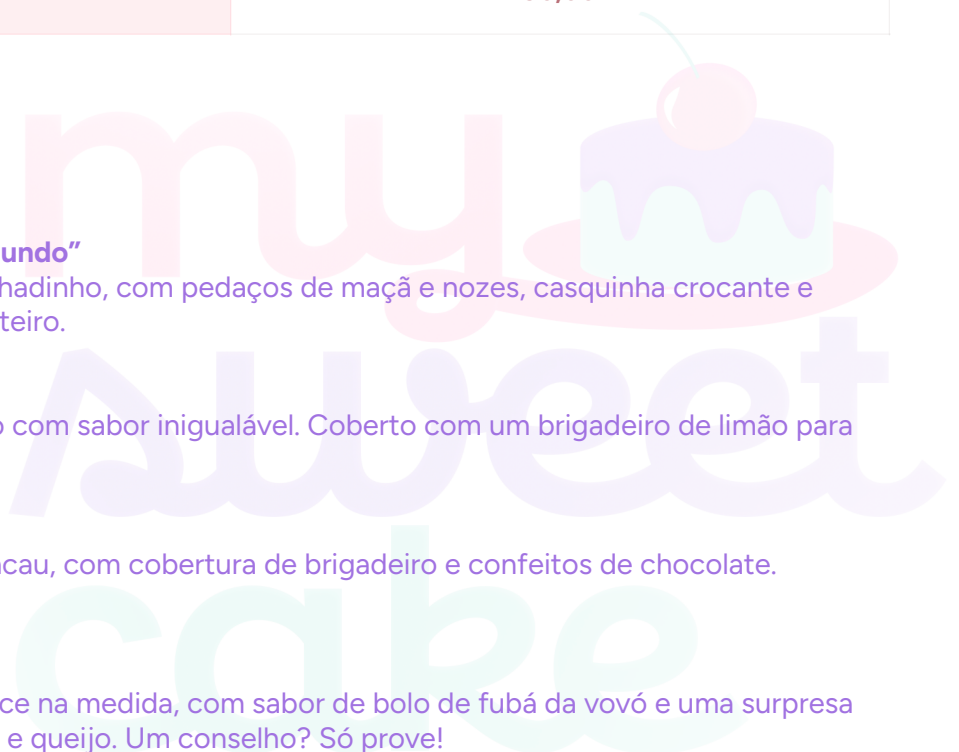 my
undo”
hadinho, com pedaços de maçã e nozes, casquinha crocante e
teiro.
sweet
o com sabor inigualável. Coberto com um brigadeiro de limão para
acau, com cobertura de brigadeiro e confeitos de chocolate.
cake
ce na medida, com sabor de bolo de fubá da vovó e uma surpresa
e queijo. Um conselho? Só prove!